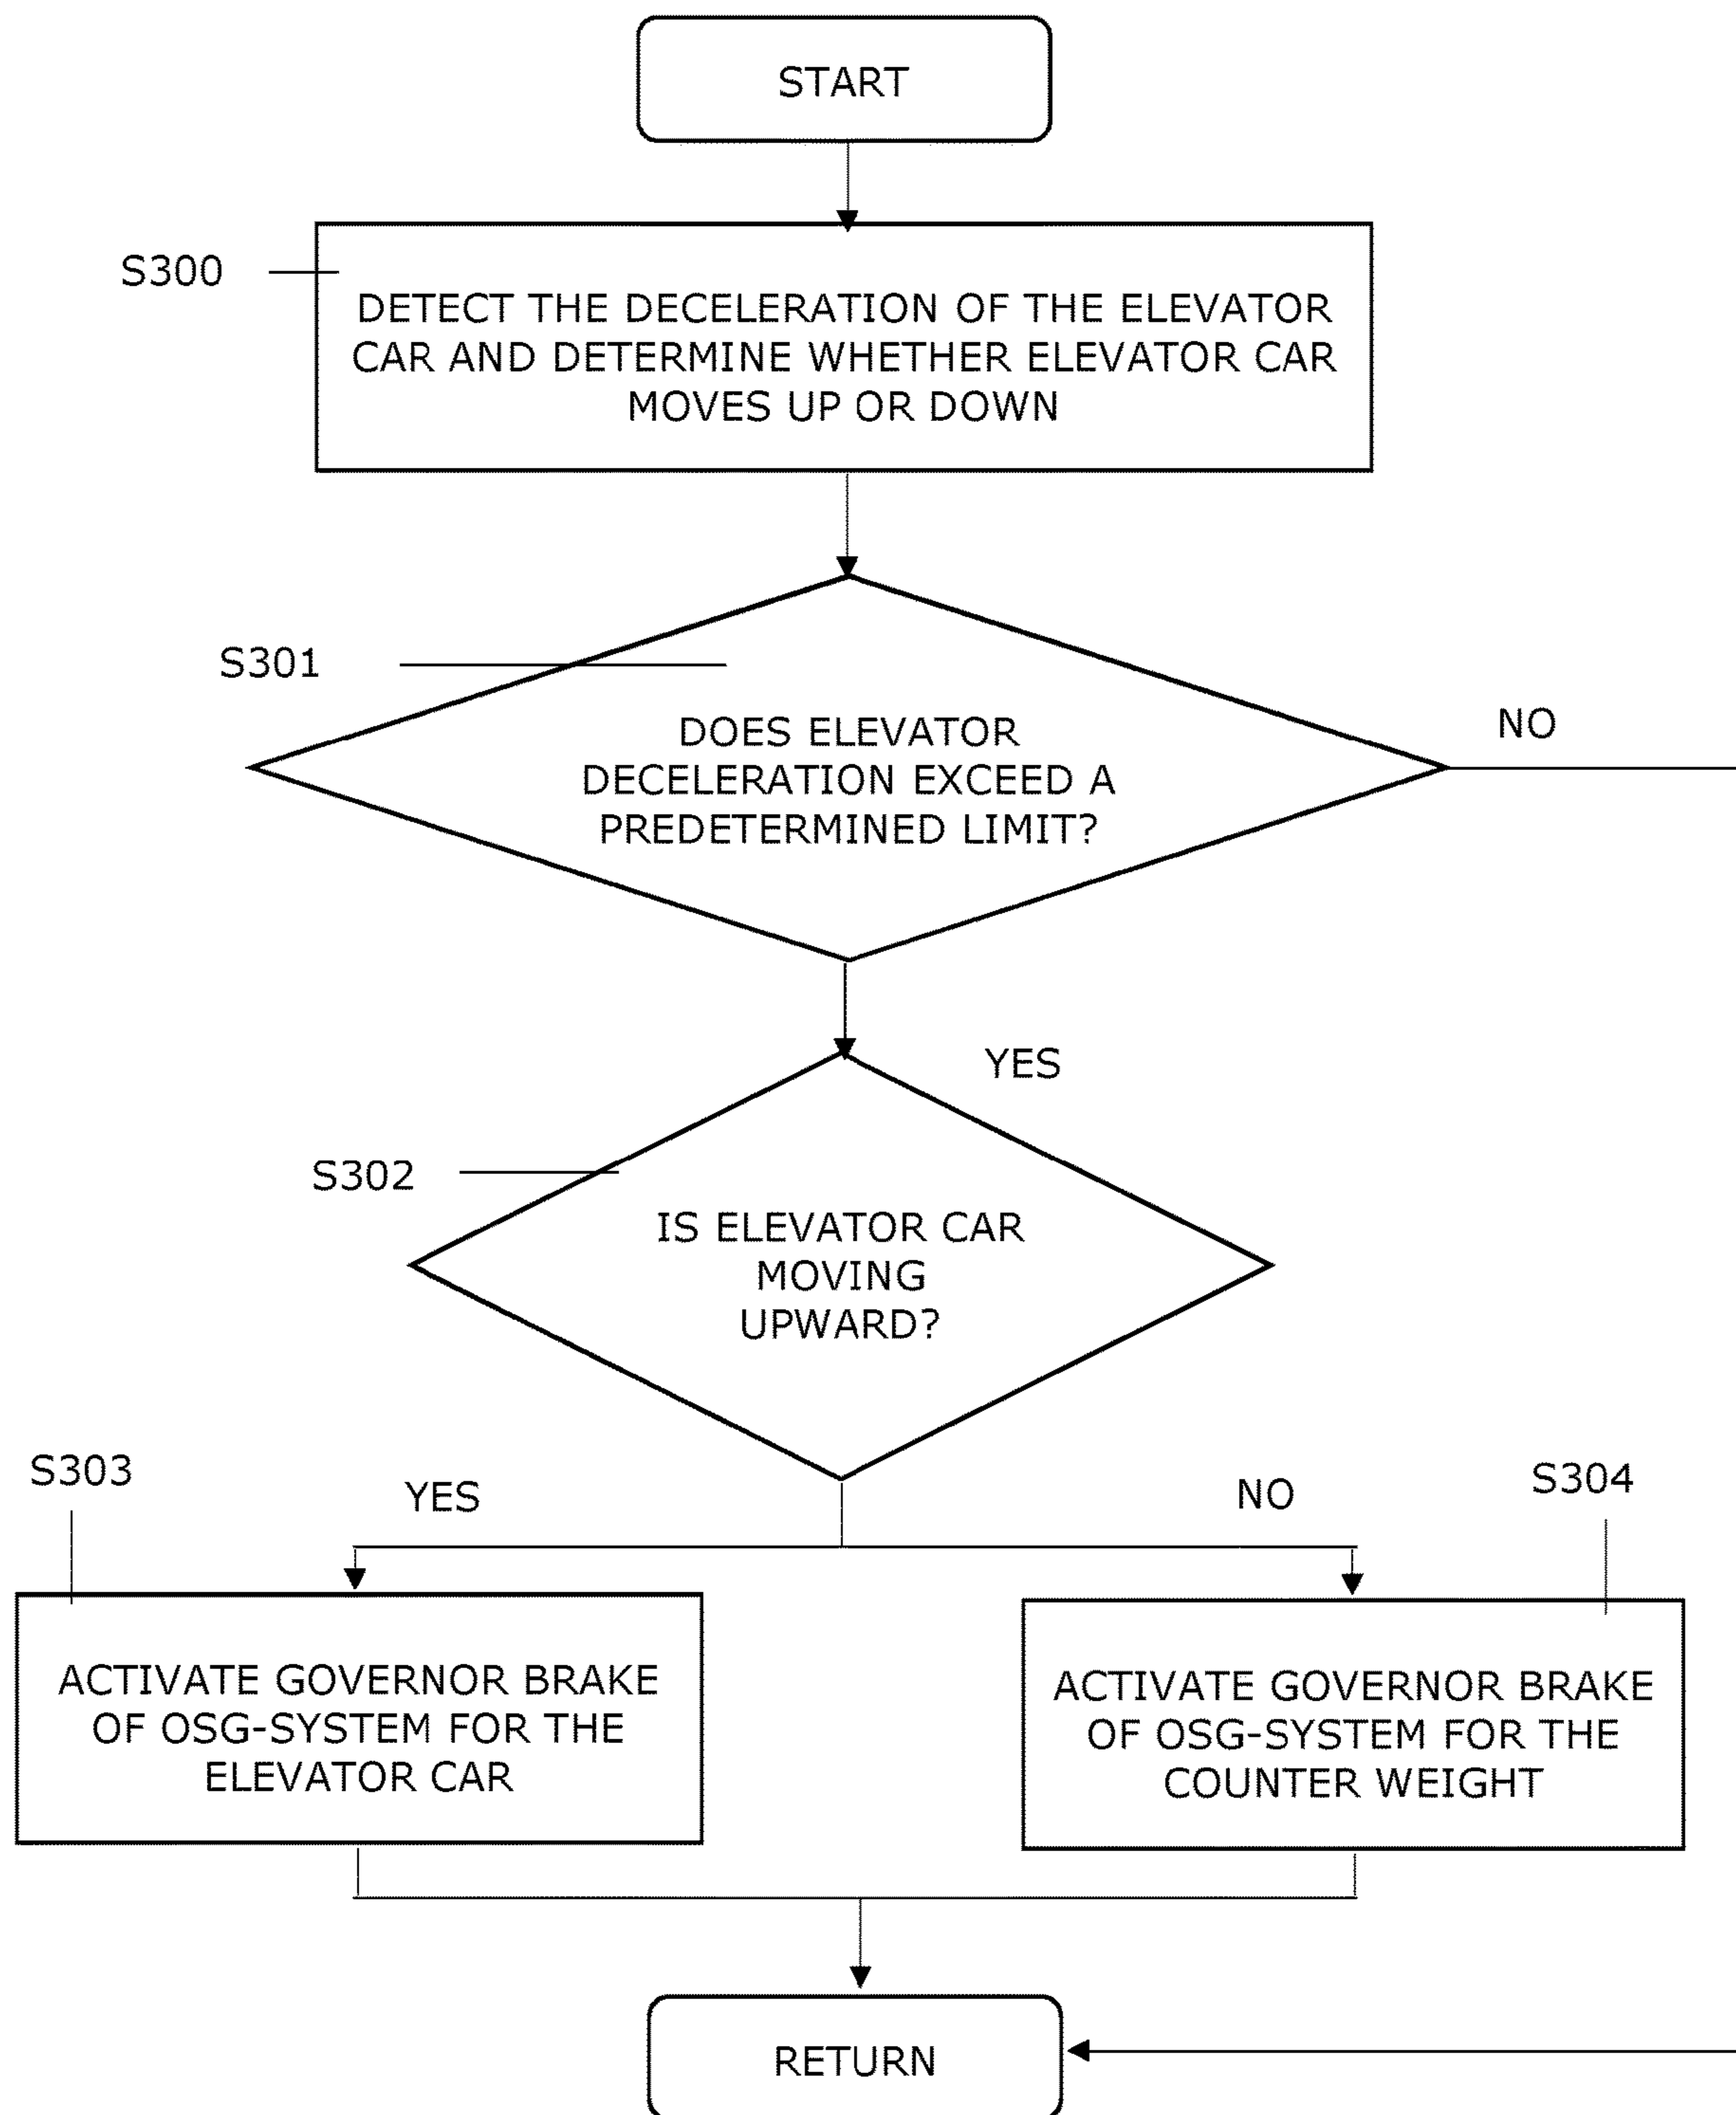 START
S300
DETECT THE DECELERATION OF THE ELEVATOR
CAR AND DETERMINE WHETHER ELEVATOR CAR
MOVES UP OR DOWN
S301
DOES ELEVATOR
DECELERATION EXCEED A
PREDETERMINED LIMIT?
NO
YES
S302
IS ELEVATOR CAR
MOVING
UPWARD?
S303
YES
NO
S304
ACTIVATE GOVERNOR BRAKE
OF OSG-SYSTEM FOR THE
ELEVATOR CAR
ACTIVATE GOVERNOR BRAKE
OF OSG-SYSTEM FOR THE
COUNTER WEIGHT
RETURN